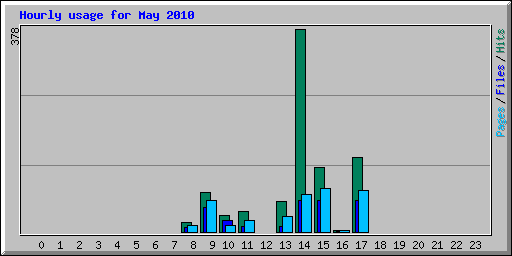 Hourly usage for May 2010
378
Pages / Files / Hits
0 1 2 3 4 5 6 7 8 9 10 11 12 13 14 15 16 17 18 19 20 21 22 23